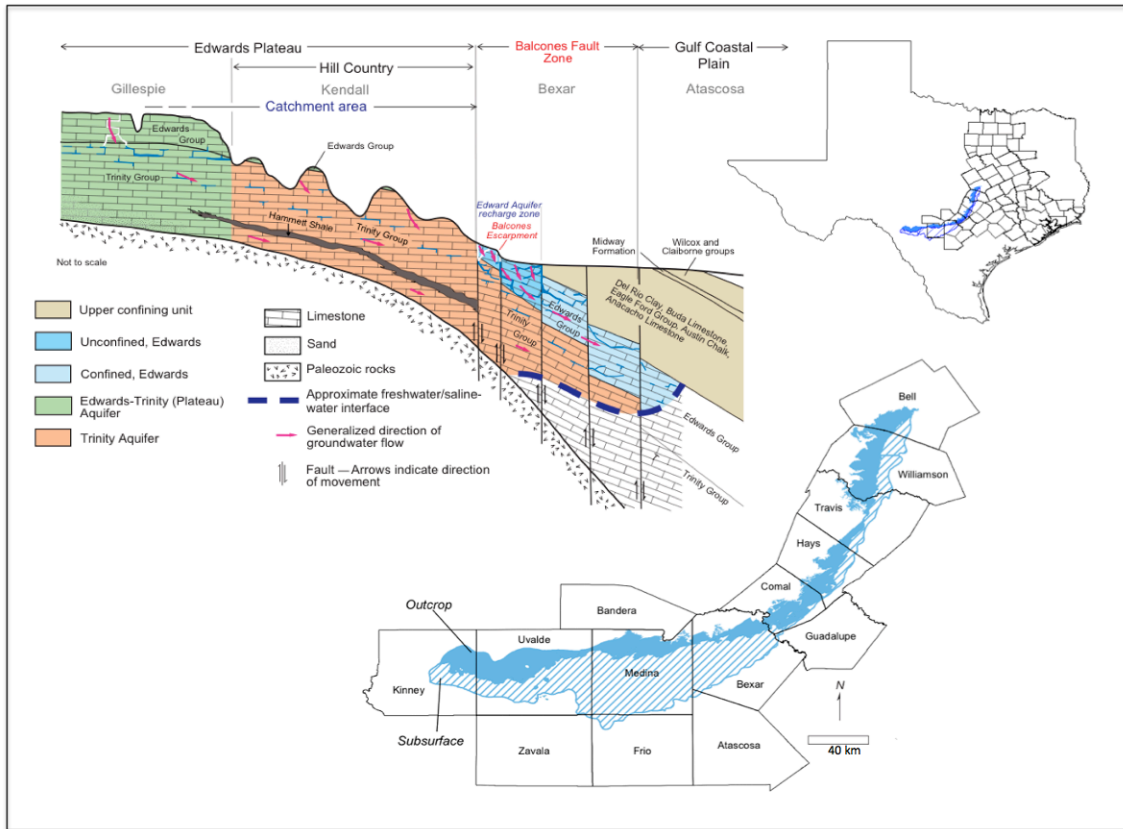 Edwards Plateau
Balcones Fault
Zone
Gulf Coastal
Plain
Hill Country
Gillespie
Kendall
Bexar
Atascosa
Catchment area
Edwards
Group
Edwards Group
Trinity Group
Hammett Shale
Trinity Group
Edward Aquifer
recharge zone
Balcones
Escarpment
Midway
Formation
Wilcox and
Claiborne groups
Not to scale
Del Rio Clay, Buda Limestone,
Eagle Ford Group, Austin Chalk,
Anacacho Limestone
Edwards
Group
Trinity
Group
Edwards Group
Trinity Group
Upper confining unit
Unconfined, Edwards
Confined, Edwards
Edwards-Trinity (Plateau)
Aquifer
Trinity Aquifer
Limestone
Sand
Paleozoic rocks
Approximate freshwater/saline-
water interface
Generalized direction of
groundwater flow
Fault — Arrows indicate direction
of movement
Bell
Williamson
Travis
Hays
Comal
Guadalupe
Bandera
Outcrop
Uvalde
Medina
Bexar
Kinney
Subsurface
Zavala
Frio
Atascosa
N
40 km